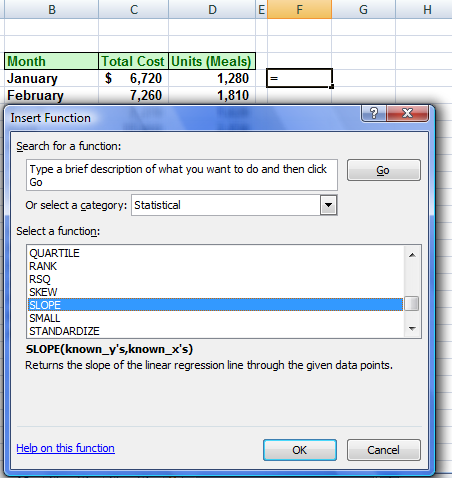 B C D E F G H
Month Total Cost Units (Meals)
January $ 6,720 1,280 =
February 7,260 1,810
Insert Function ?
Search for a function:
Type a brief description of what you want to do and then click
Go
Go
Or select a category: Statistical
Select a function:
QUARTILE
RANK
RSQ
SKEW
SLOPE
SMALL
STANDARDIZE
SLOPE(known_y's,known_x's)
Returns the slope of the linear regression line through the given data points.
Help on this function
OK Cancel